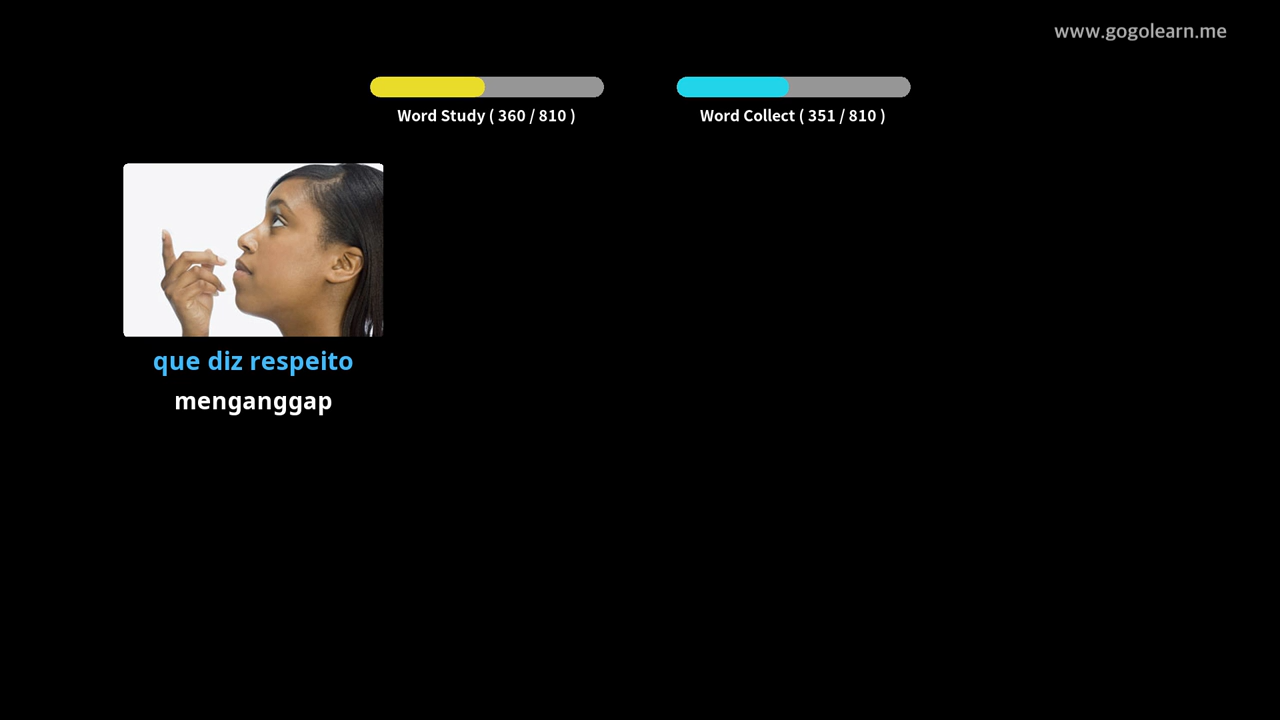 www.gogolearn.me
Word Study ( 360 / 810 )
Word Collect ( 351 / 810 )
que diz respeito
menganggap